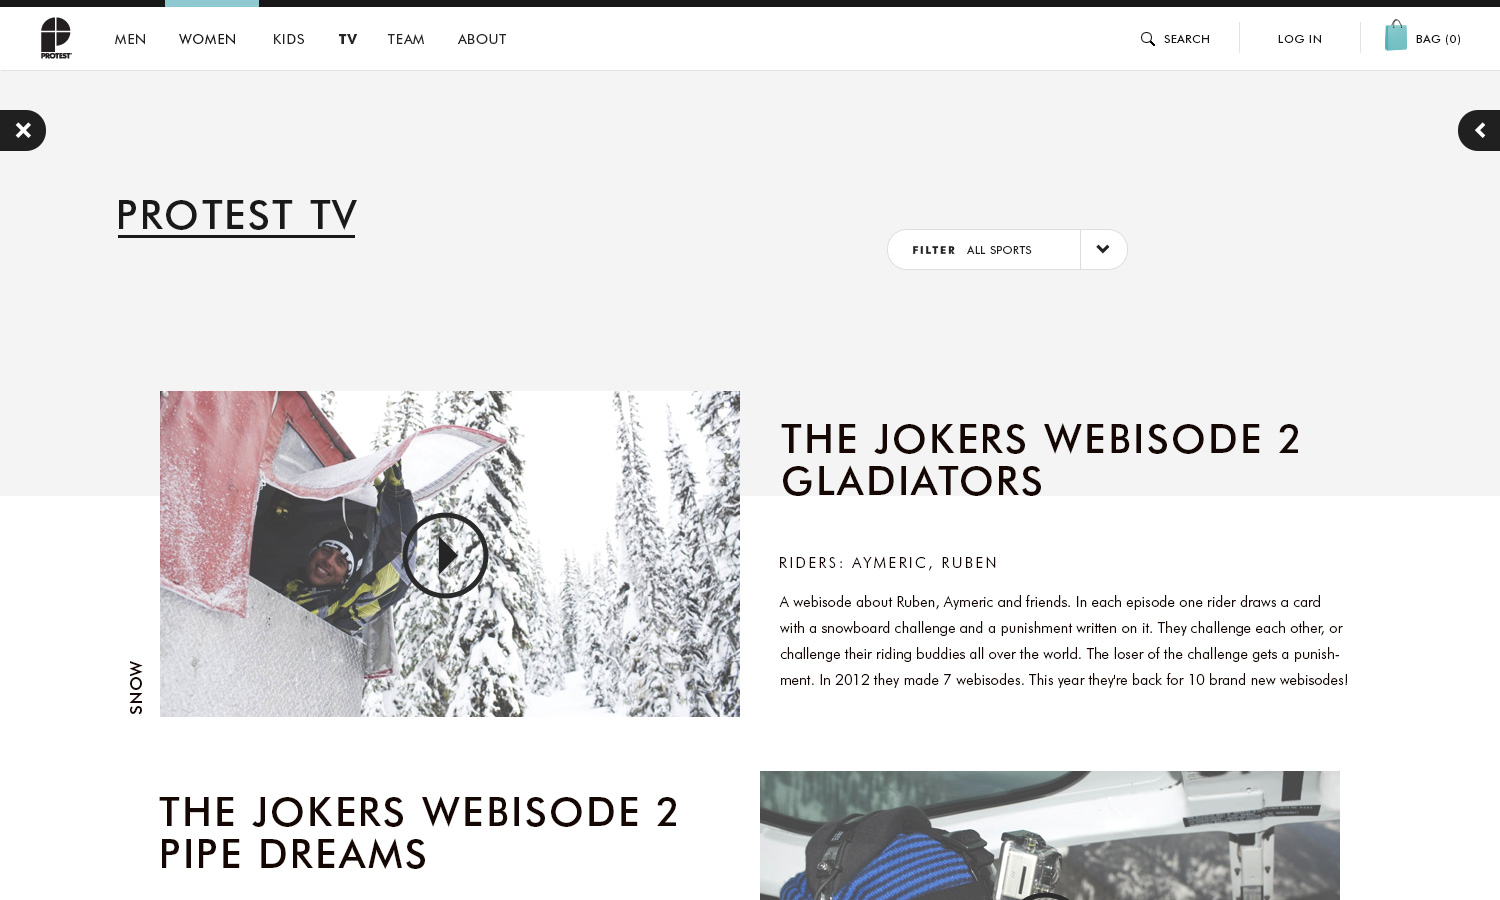 MEN WOMEN KIDS TV TEAM ABOUT SEARCH LOG IN BAG (0)
PROTEST
PROTEST TV
FILTER ALL SPORTS
THE JOKERS WEBISODE 2
GLADIATORS
RIDERS: AYMERIC, RUBEN
A webisode about Ruben, Aymeric and friends. In each episode one rider draws a card
with a snowboard challenge and a punishment written on it. They challenge each other, or
challenge their riding buddies all over the world. The loser of the challenge gets a punish-
ment. In 2012 they made 7 webisodes. This year they're back for 10 brand new webisodes!
SNOW
THE JOKERS WEBISODE 2
PIPE DREAMS